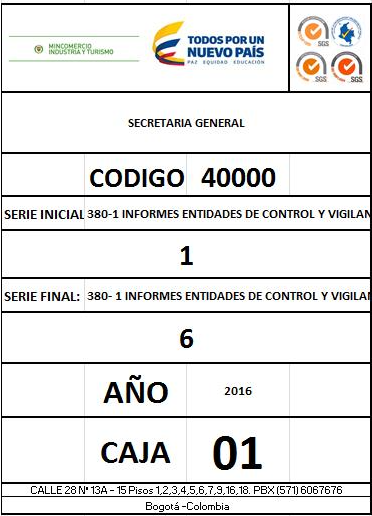 MINCOMERCIO
INDUSTRIA Y TURISMO
TODOS POR UN
NUEVO PAÍS
PAZ EQUIDAD EDUCACIÓN
SGS
SGS
SGS
SECRETARIA GENERAL
CODIGO 40000
SERIE INICIAL 380-1 INFORMES ENTIDADES DE CONTROL Y VIGILAN
1
SERIE FINAL: 380- 1 INFORMES ENTIDADES DE CONTROL Y VIGILAN
6
AÑO 2016
CAJA 01
CALLE 28 Nº 13A - 15 Pisos 1,2,3,4,5,6,7,9,16,18. PBX (571) 6067676
Bogotá -Colombia